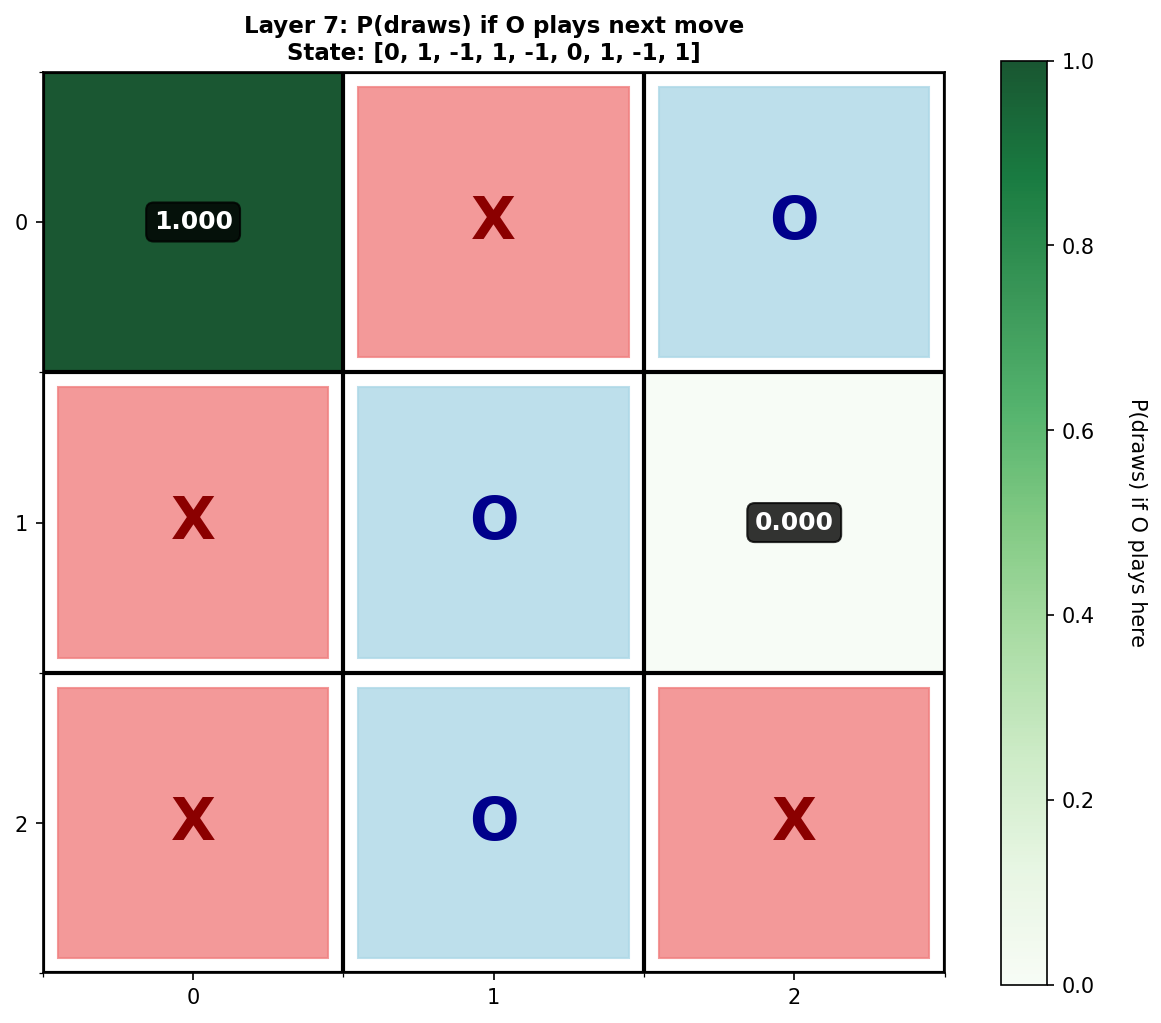 Layer 7: P(draws) if O plays next move
State: [0, 1, -1, 1, -1, 0, 1, -1, 1]
1.0
0
1.000
X
O
0.8
0.6
P(draws) if O plays here
1
X
O
0.000
0.4
0.2
2
X
O
X
0.0
0
1
2